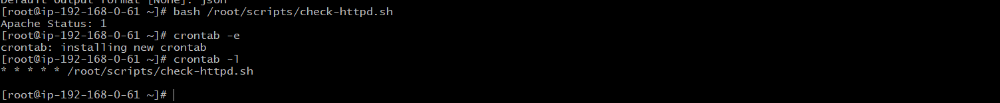 Default output format [None]: json
[root@ip-192-168-0-61 ~]# bash /root/scripts/check-httpd.sh
Apache Status: 1
[root@ip-192-168-0-61 ~]# crontab -e
crontab: installing new crontab
[root@ip-192-168-0-61 ~]# crontab -l
* * * * * /root/scripts/check-httpd.sh
[root@ip-192-168-0-61 ~]#